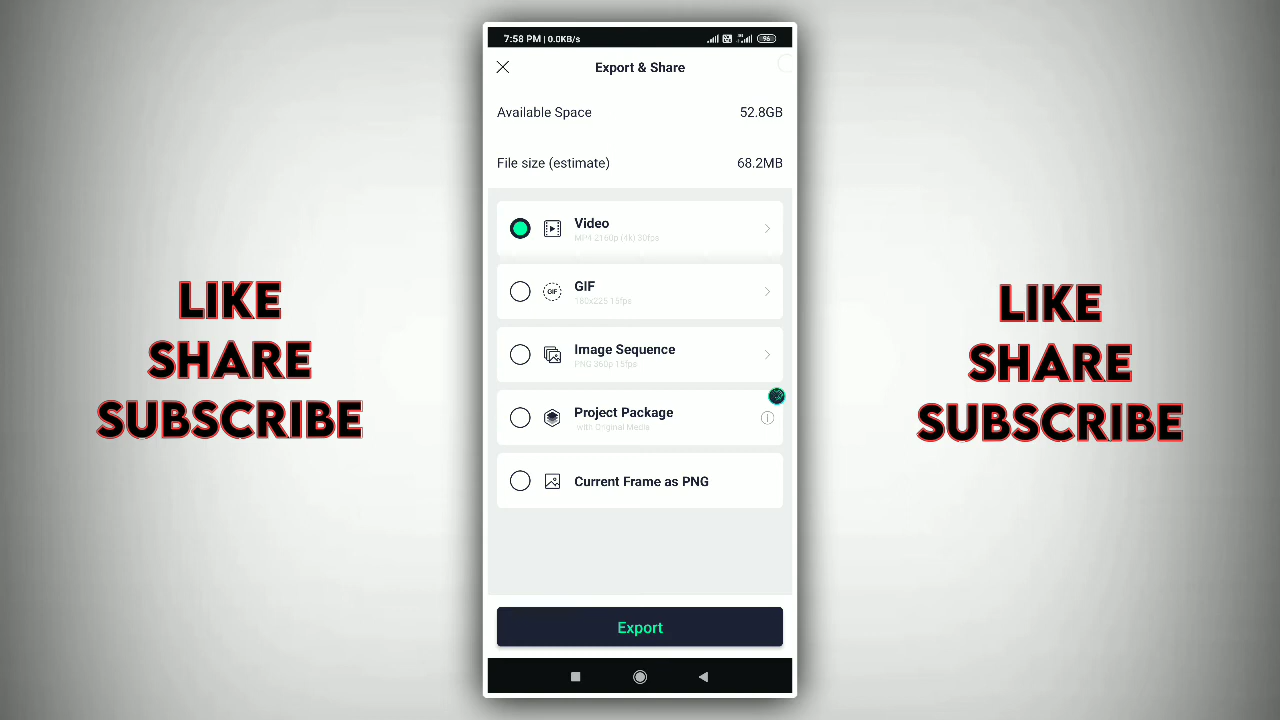 7:58 PM | 0.0KB/s
96
Export & Share
Available Space 52.8GB
File size (estimate) 68.2MB
Video
MP4 2160p (4k) 30fps
GIF
GIF
180x225 15fps
Image Sequence
PNG 360p 15fps
Project Package
with Original Media
Current Frame as PNG
Export
LIKE
SHARE
SUBSCRIBE
LIKE
SHARE
SUBSCRIBE